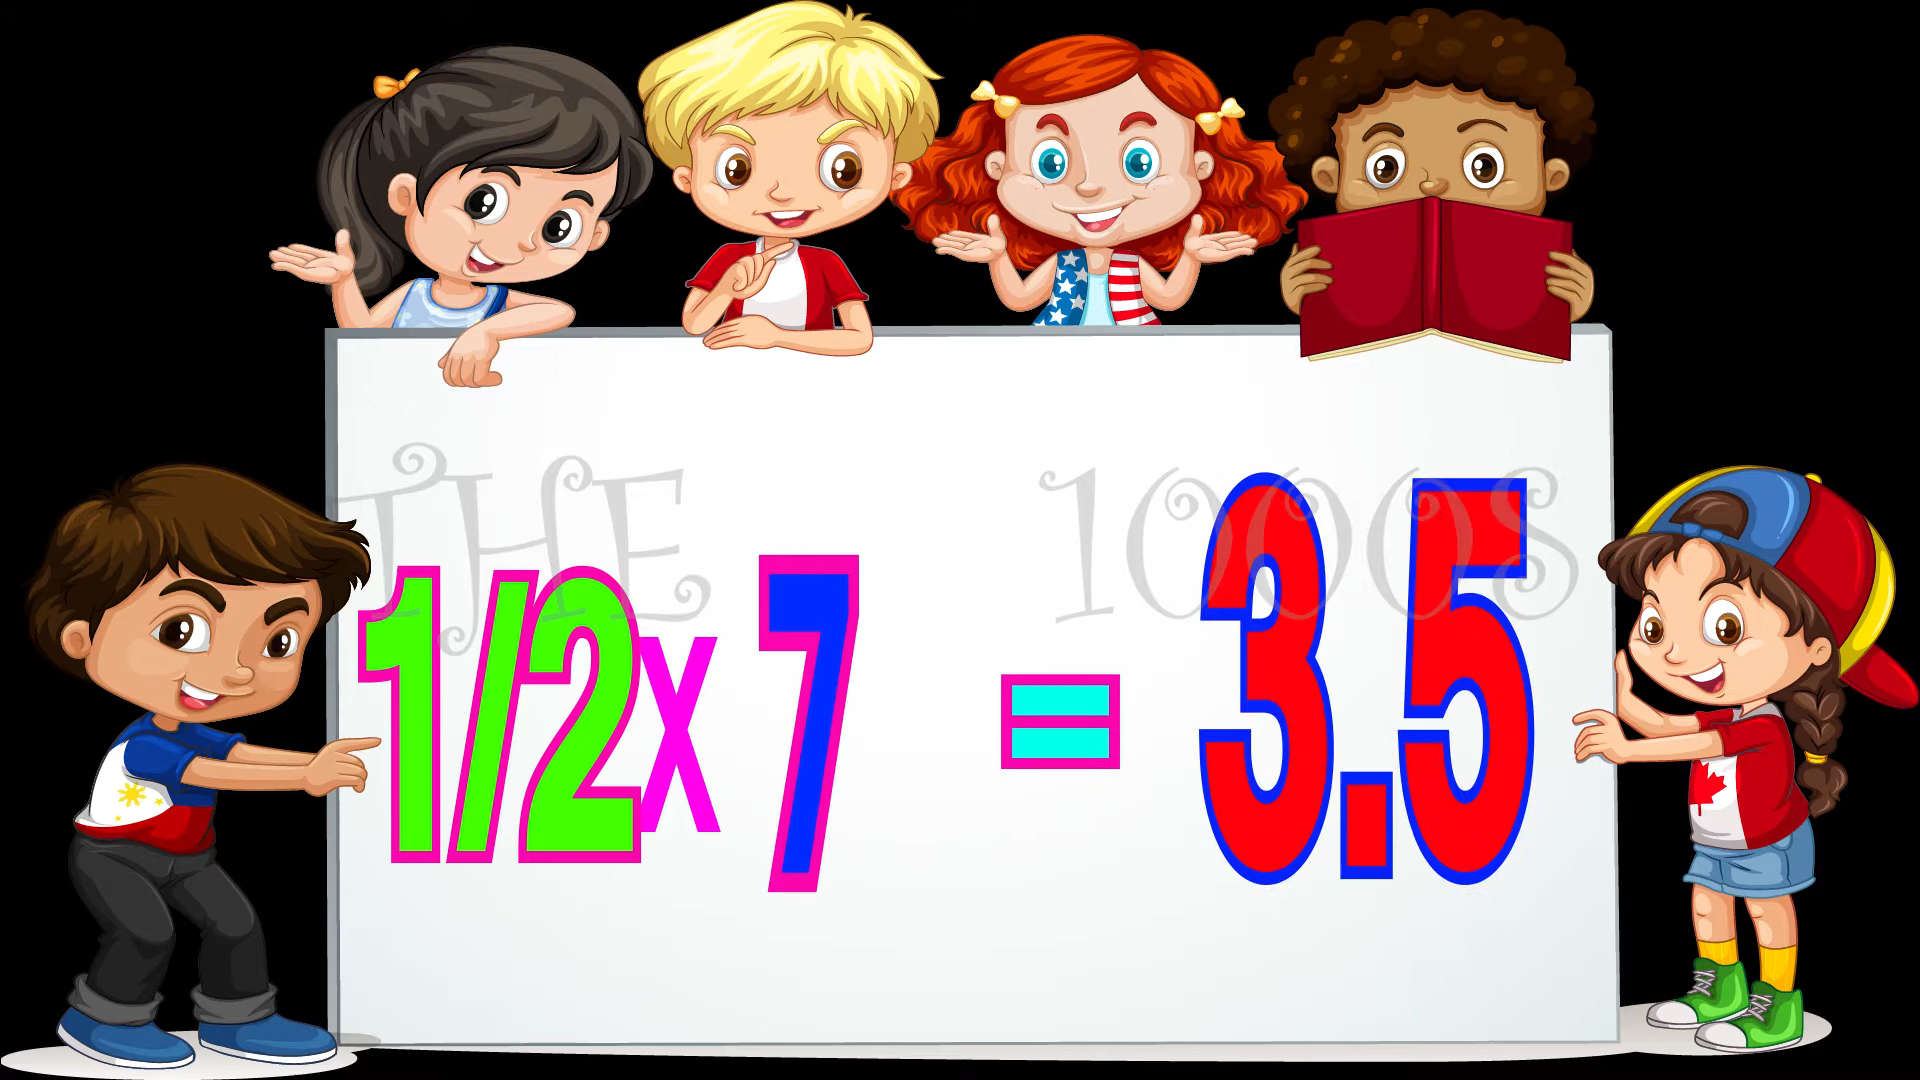 THE 1000S
1/2x 7 = 3.5